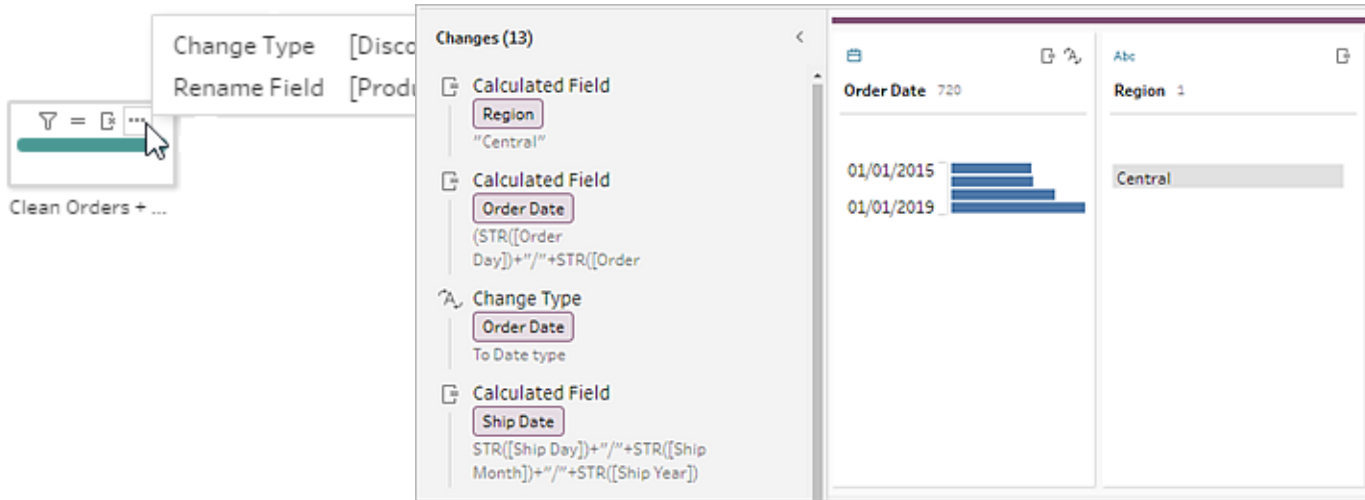 Change Type [Disco
Rename Field [Produ
Clean Orders + ...
Changes (13)
Calculated Field
Region
"Central"
Calculated Field
Order Date
(STR([Order
Day])+"/"+STR([Order
Change Type
Order Date
To Date type
Calculated Field
Ship Date
STR([Ship Day])+"/"+STR([Ship
Month])+"/"+STR([Ship Year])
Order Date 720
01/01/2015
01/01/2019
Abc
Region 1
Central